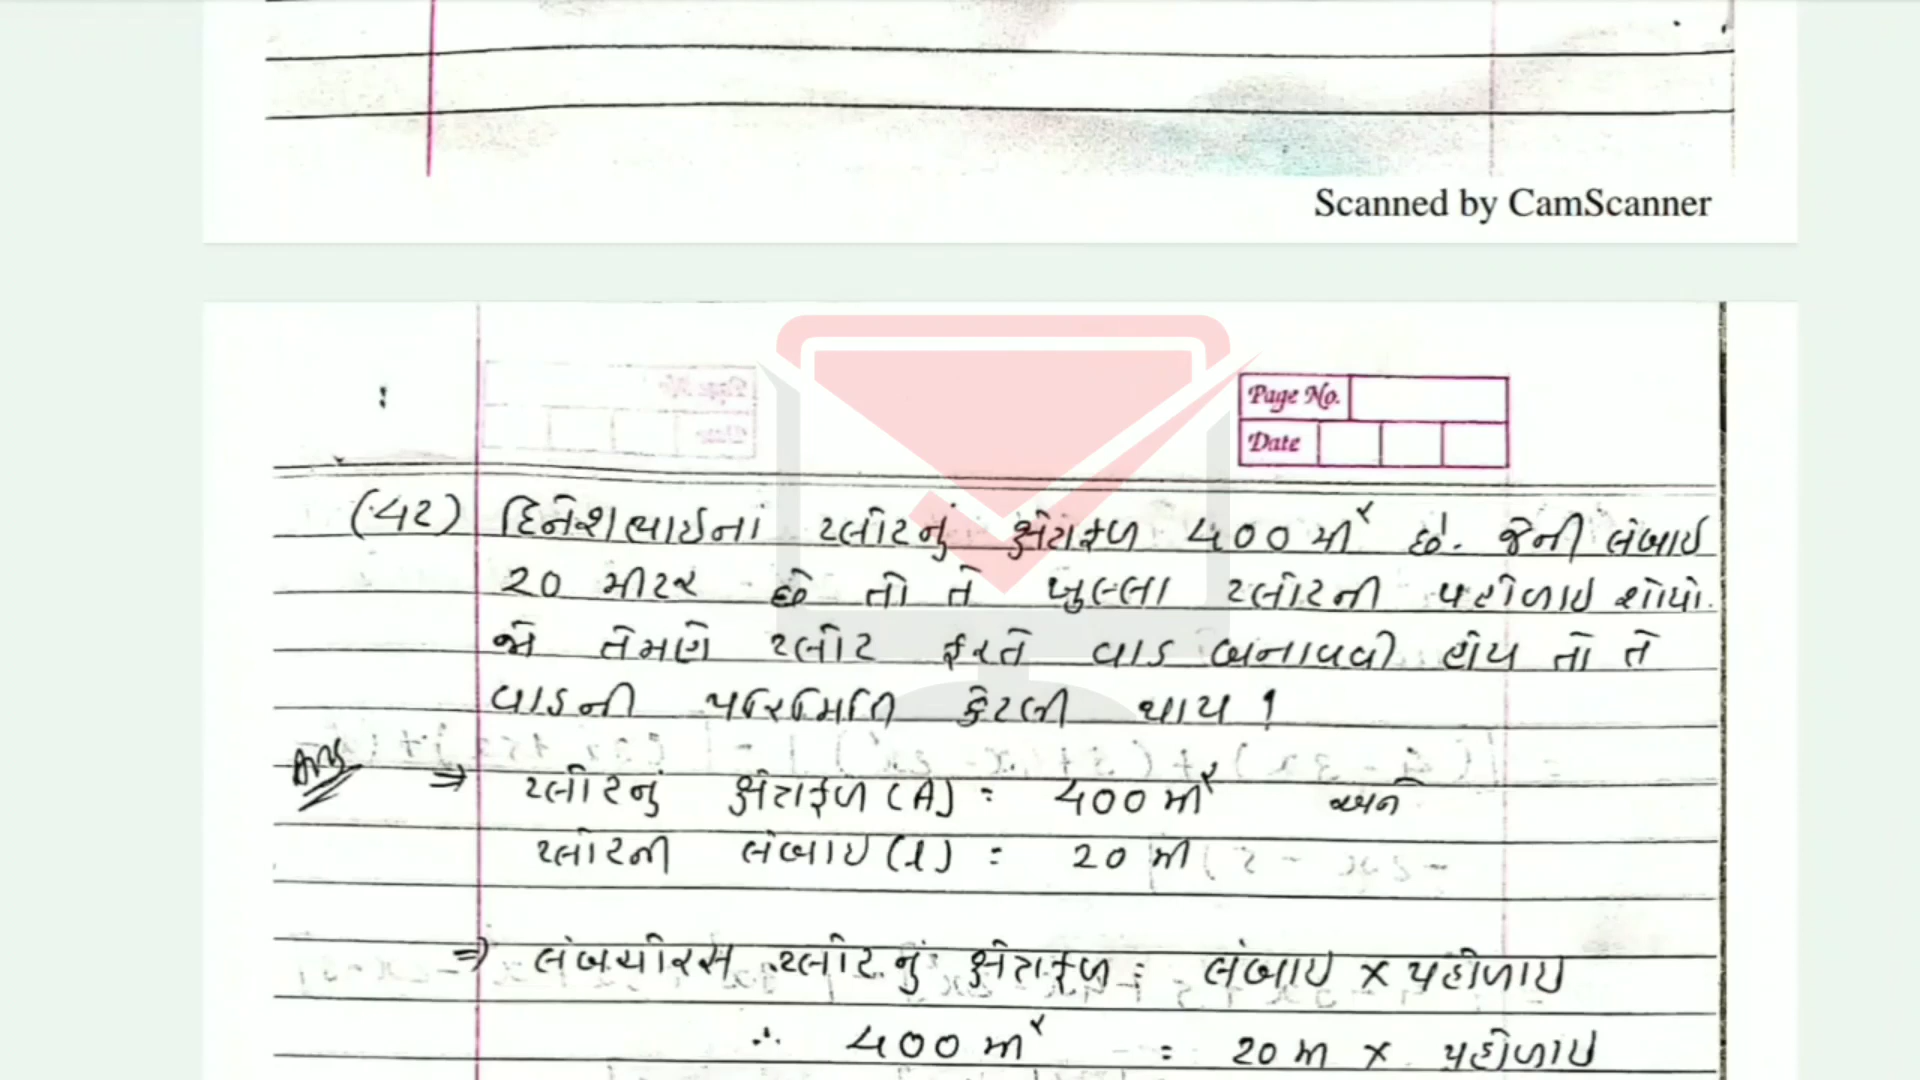 Scanned by CamScanner
Page No.
Date
(૫૨) દિનેશભાઈનાં પ્લોટનું ક્ષેત્રફળ 400 મી² છે. જેની લંબાઈ
20 મીટર છે તો તે ખુલ્લા પ્લોટની પહોળાઈ શોધો.
જો તેમણે પ્લોટ ફરતે વાડ બનાવવી હોય તો તે
વાડની પરિમિતિ કેટલી થાય ?
Ans ⇒ પ્લોટનું ક્ષેત્રફળ (A) = 400 મી² અને
પ્લોટની લંબાઈ (l) = 20 મી
⇒ લંબચોરસ પ્લોટનું ક્ષેત્રફળ = લંબાઈ × પહોળાઈ
∴ 400 મી² = 20 મી × પહોળાઈ